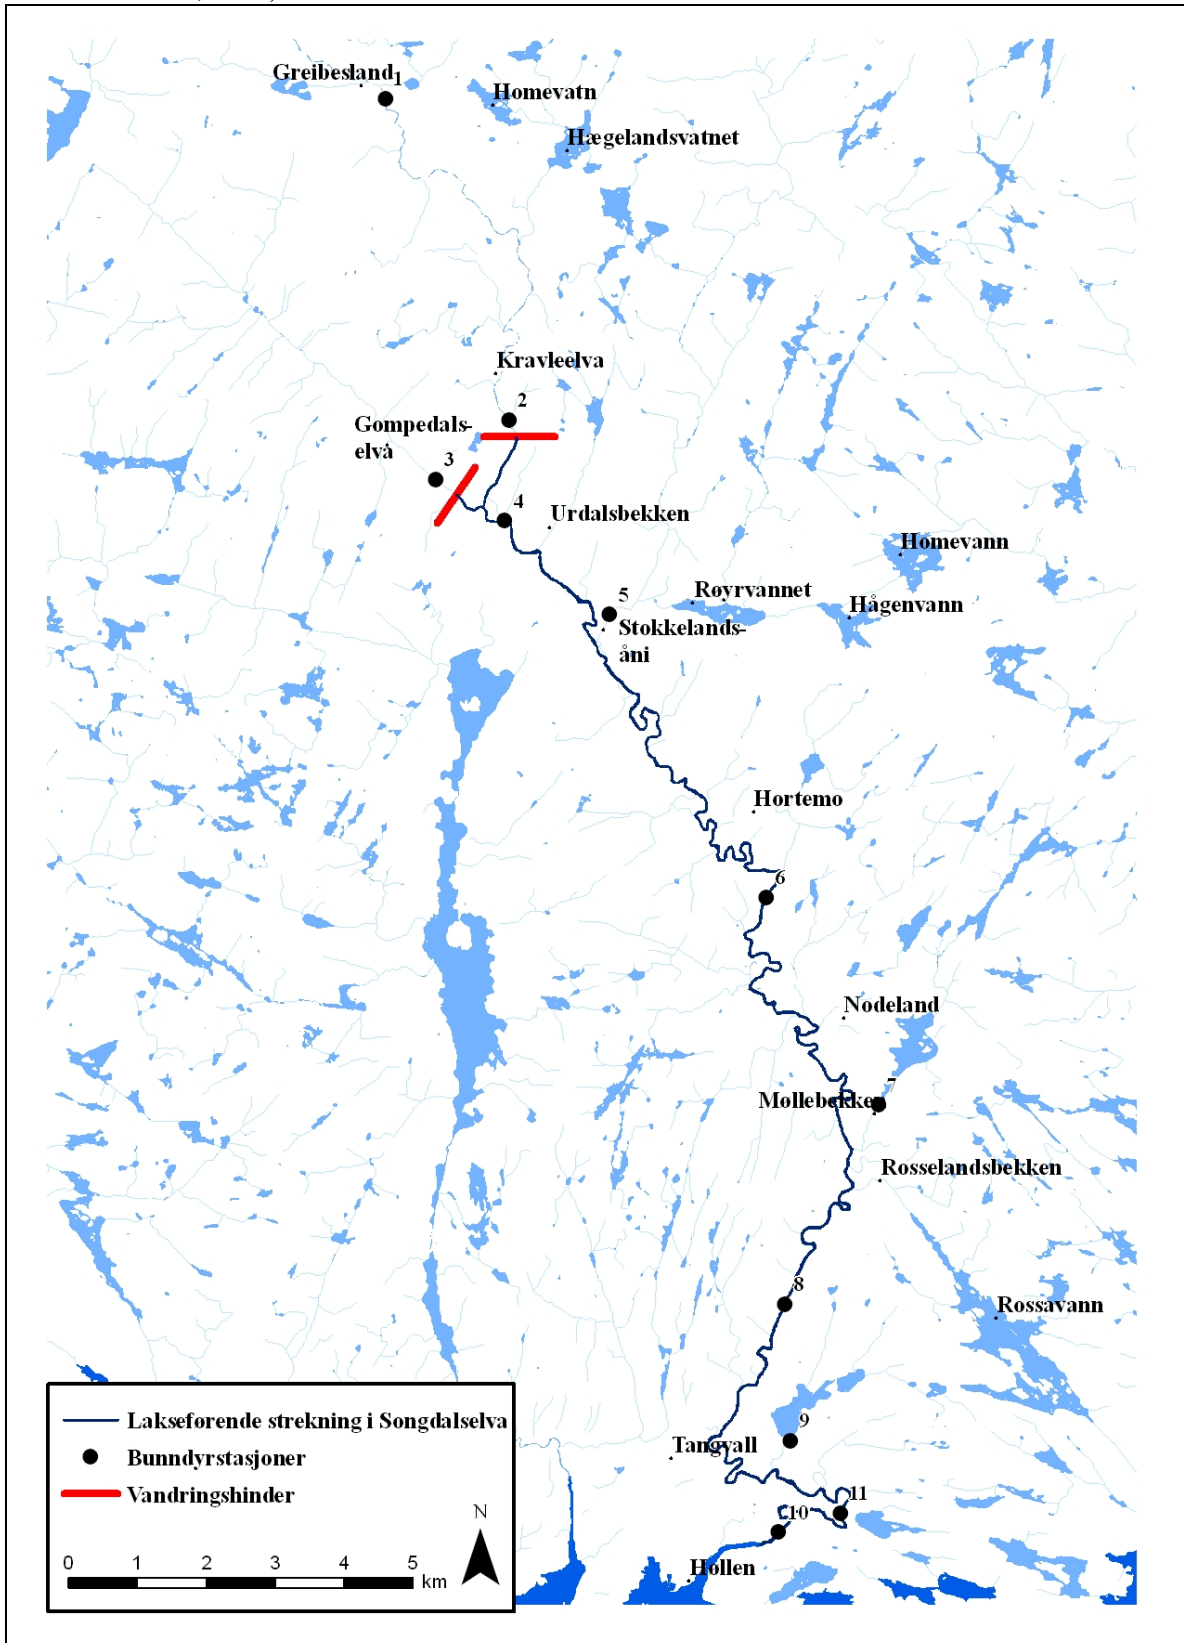 Greibesland
1
Homevatn
Hægelandsvatnet
Kravleelva
2
Gompedals-
elva
3
4
Urdalsbekken
Homevann
5
Røyrvannet
Hågenvann
Stokkelands-
åni
Hortemo
6
Nodeland
7
Møllebekken
Rosselandsbekken
8
Rossavann
9
Tangvall
11
10
Høllen
Lakseførende strekning i Songdalselva
Bunndyrstasjoner
Vandringshinder
N
0 1 2 3 4 5
km